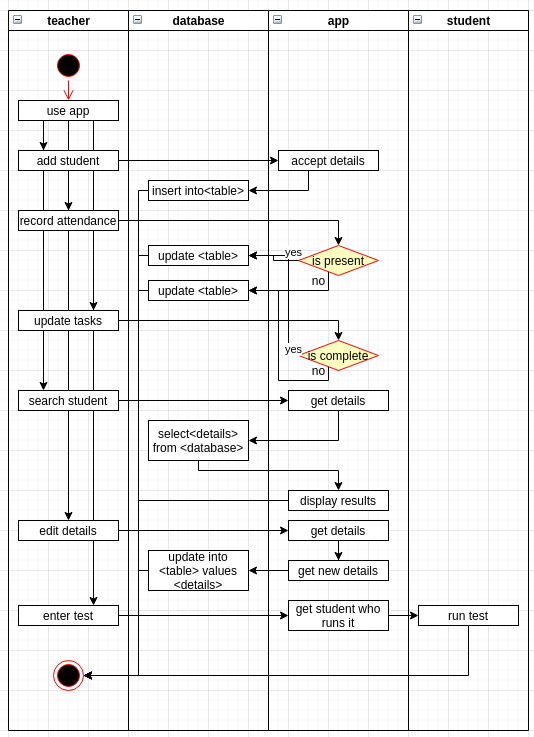 teacher
database
app
student
use app
add student
accept details
insert into<table>
record attendance
update <table>
yes
is present
no
update <table>
update tasks
yes
is complete
no
search student
get details
select<details>
from <database>
display results
edit details
get details
update into
<table> values
<details>
get new details
enter test
get student who
runs it
run test